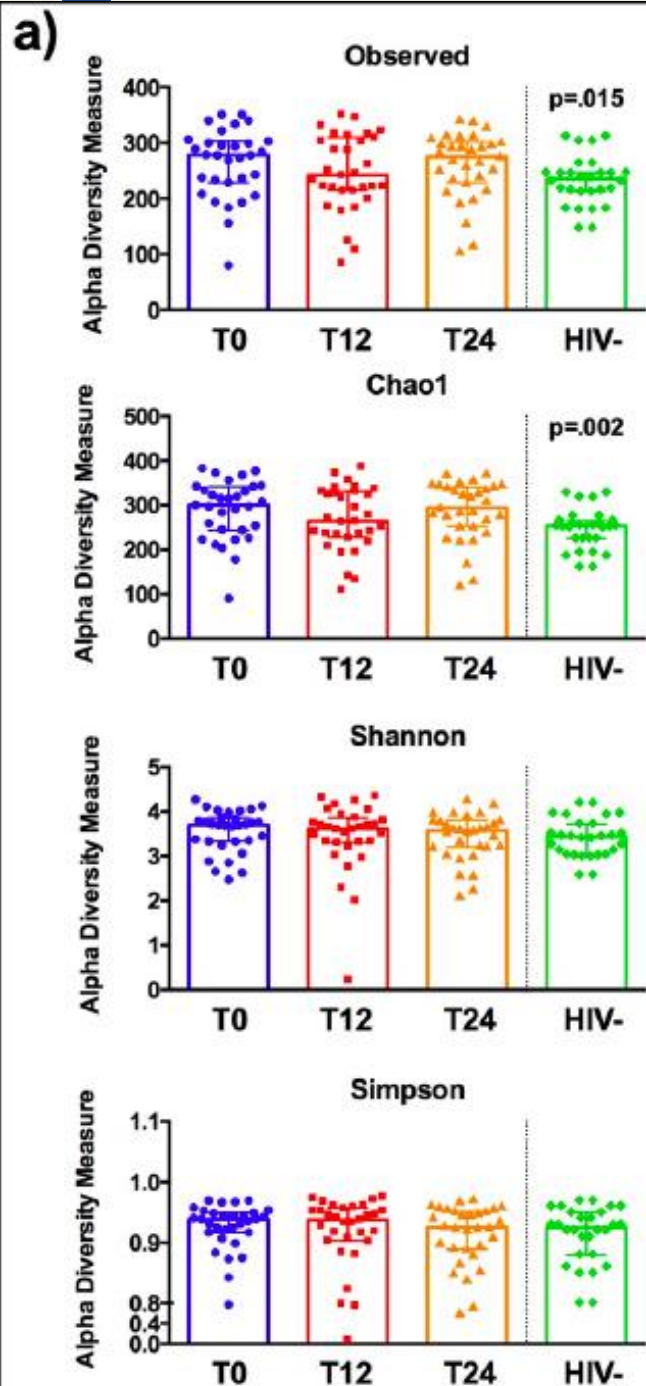 a)
Observed
Alpha Diversity Measure
400
300
200
100
0
p=.015
T0 T12 T24 HIV-
Chao1
Alpha Diversity Measure
500
400
300
200
100
0
p=.002
T0 T12 T24 HIV-
Shannon
Alpha Diversity Measure
5
4
3
2
1
0
T0 T12 T24 HIV-
Simpson
Alpha Diversity Measure
1.1
1.0
0.9
0.8
0.4
0.0
T0 T12 T24 HIV-